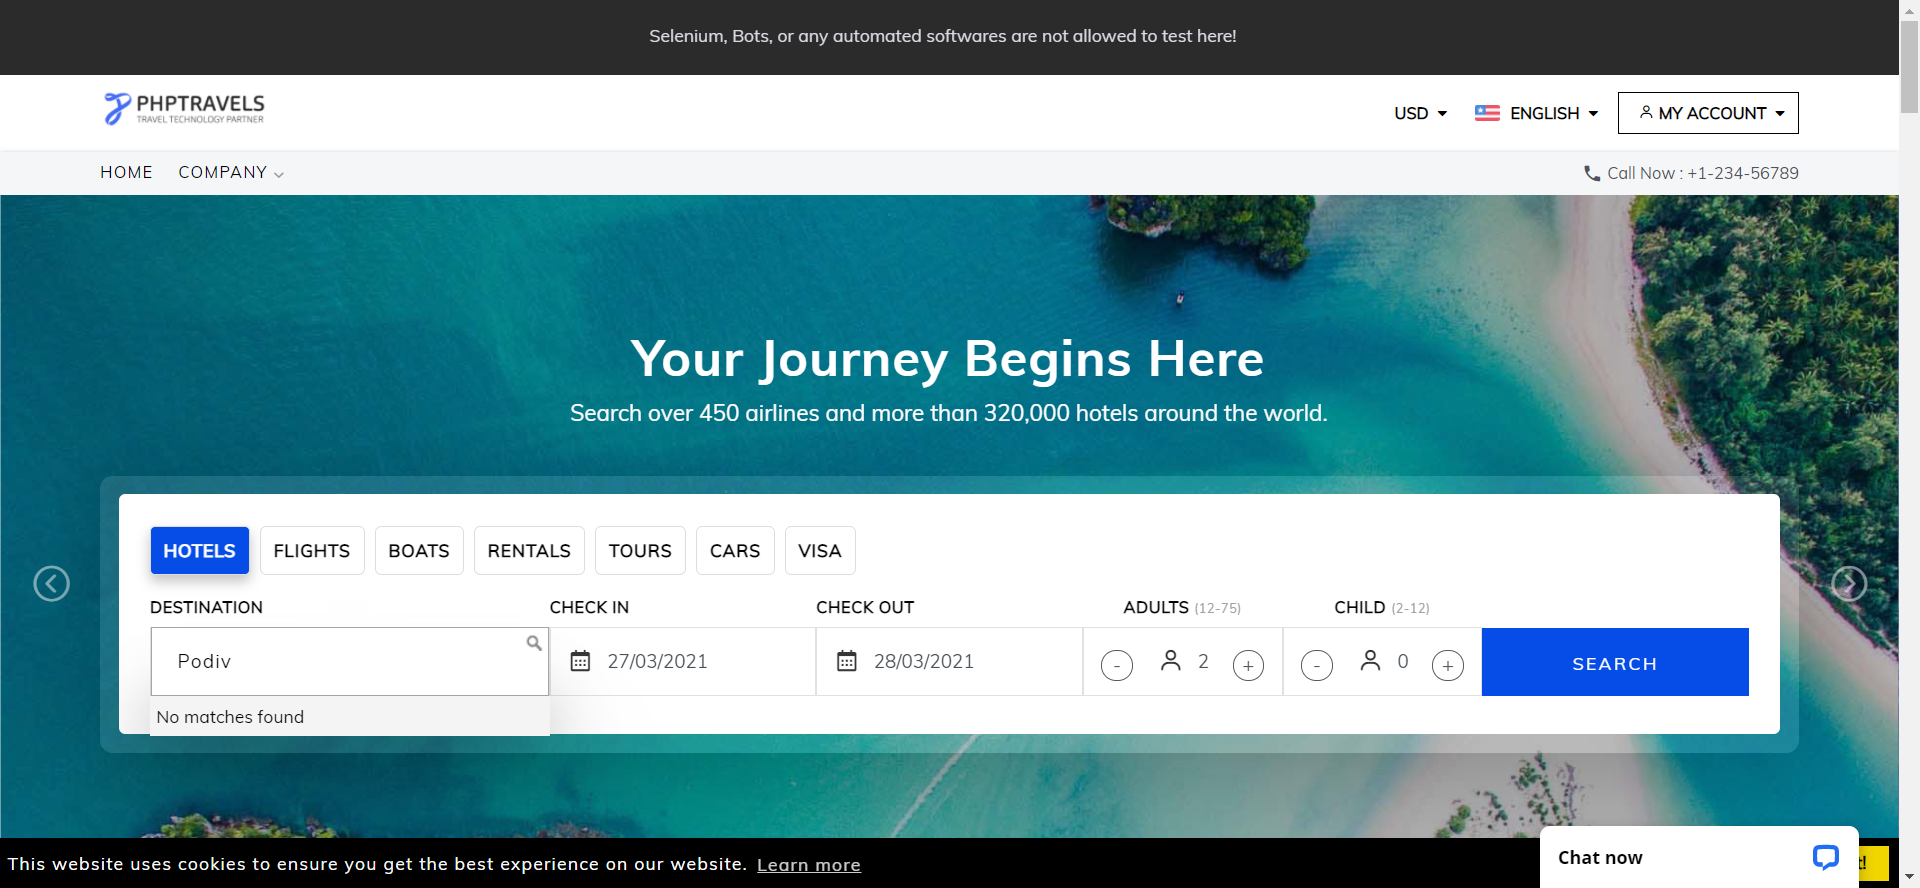 Selenium, Bots, or any automated softwares are not allowed to test here!
PHPTRAVELS
TRAVEL TECHNOLOGY PARTNER
USD
ENGLISH
MY ACCOUNT
HOME COMPANY
Call Now : +1-234-56789
Your Journey Begins Here
Search over 450 airlines and more than 320,000 hotels around the world.
HOTELS FLIGHTS BOATS RENTALS TOURS CARS VISA
DESTINATION CHECK IN CHECK OUT ADULTS (12-75) CHILD (2-12)
Podiv 27/03/2021 28/03/2021 - 2 + - 0 + SEARCH
No matches found
This website uses cookies to ensure you get the best experience on our website. Learn more
Chat now